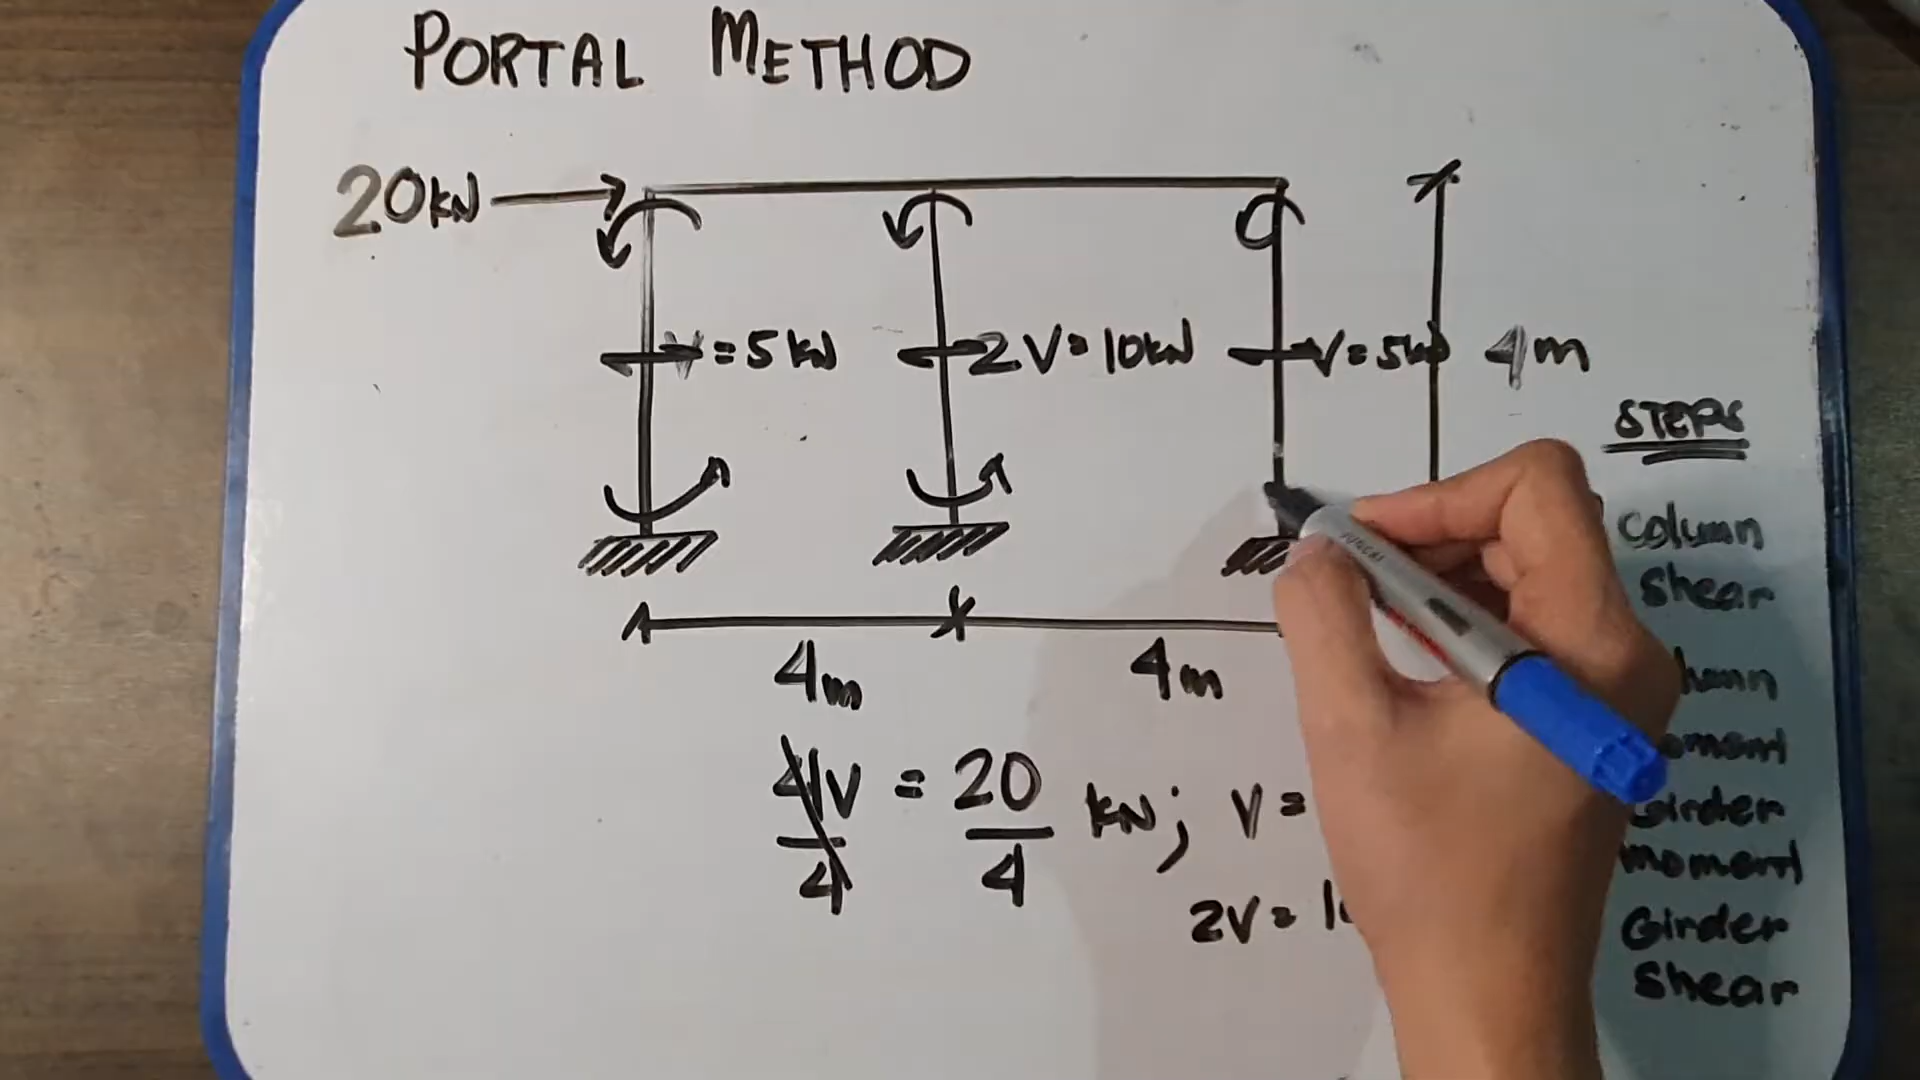 PORTAL METHOD
20kN
V = 5kN
2V = 10kN
V = 5kN
4m
STEPS
Column
Shear
Girder
moment
Girder
Shear
4m
4m
4V = 20 kN; V =
4 4
2V =